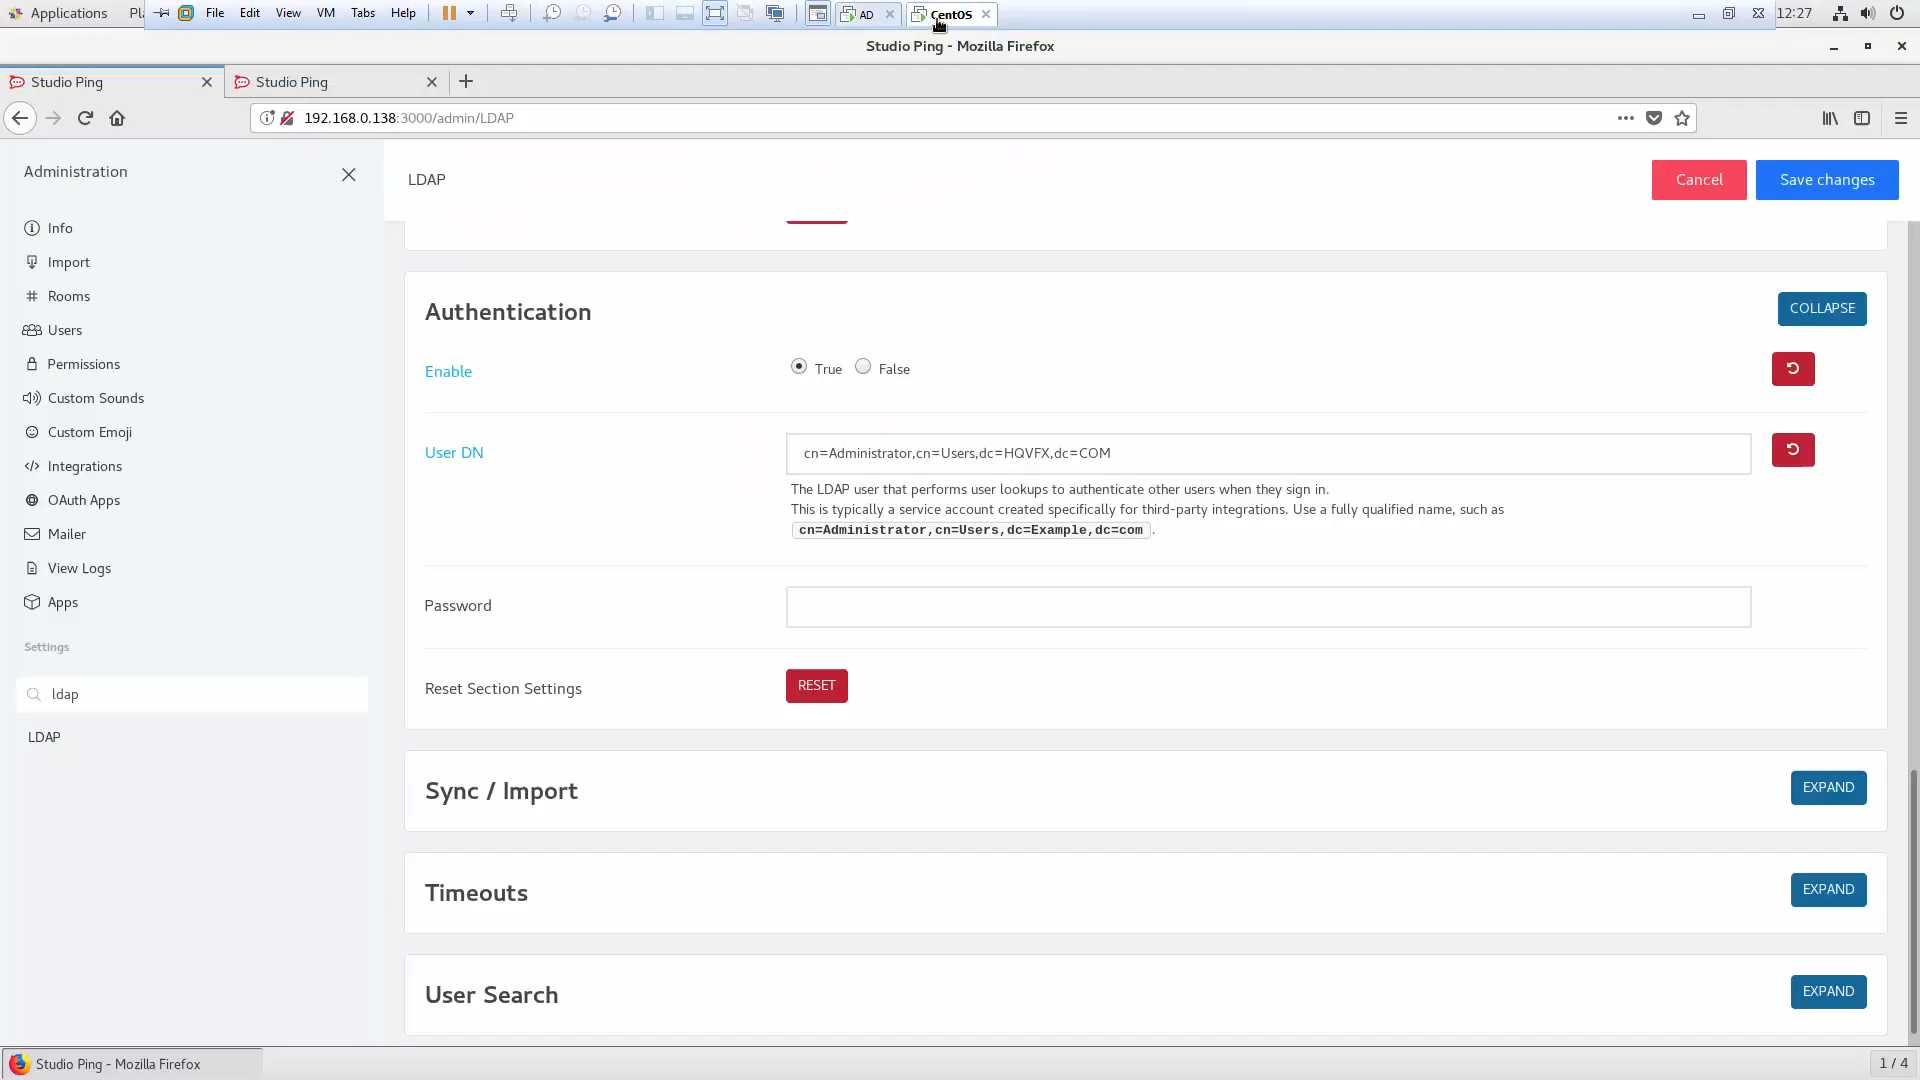 Applications
File
Edit
View
VM
Tabs
Help
AD
CentOS
12:27
Studio Ping - Mozilla Firefox
Studio Ping
Studio Ping
192.168.0.138:3000/admin/LDAP
Administration
Info
Import
Rooms
Users
Permissions
Custom Sounds
Custom Emoji
Integrations
OAuth Apps
Mailer
View Logs
Apps
Settings
ldap
LDAP
LDAP
Cancel
Save changes
Authentication
COLLAPSE
Enable
True
False
User DN
cn=Administrator,cn=Users,dc=HQVFX,dc=COM
The LDAP user that performs user lookups to authenticate other users when they sign in.
This is typically a service account created specifically for third-party integrations. Use a fully qualified name, such as
cn=Administrator,cn=Users,dc=Example,dc=com.
Password
Reset Section Settings
RESET
Sync / Import
EXPAND
Timeouts
EXPAND
User Search
EXPAND
Studio Ping - Mozilla Firefox
1 / 4